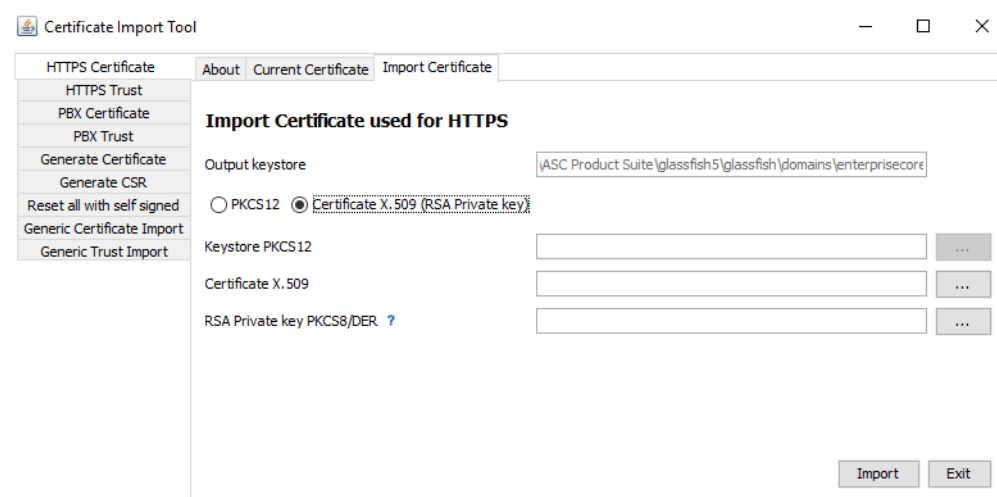 Certificate Import Tool
HTTPS Certificate
HTTPS Trust
PBX Certificate
PBX Trust
Generate Certificate
Generate CSR
Reset all with self signed
Generic Certificate Import
Generic Trust Import
About Current Certificate Import Certificate
Import Certificate used for HTTPS
Output keystore \ASC Product Suite\glassfish5\glassfish\domains\enterprisecore
PKCS12 Certificate X.509 (RSA Private key)
Keystore PKCS12 ...
Certificate X.509 ...
RSA Private key PKCS8/DER ? ...
Import Exit